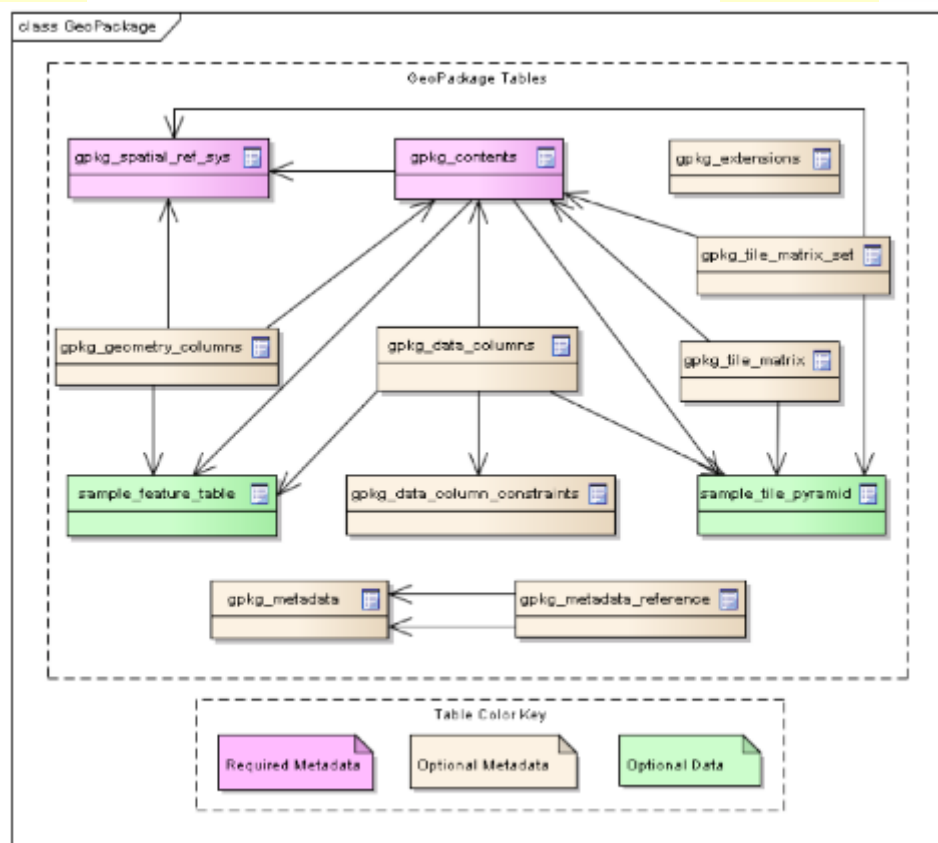 class GeoPackage
GeoPackage Tables
gpkg_spatial_ref_sys
gpkg_contents
gpkg_extensions
gpkg_tile_matrix_set
gpkg_geometry_columns
gpkg_data_columns
gpkg_tile_matrix
sample_feature_table
gpkg_data_column_constraints
sample_tile_pyramid
gpkg_metadata
gpkg_metadata_reference
Table Color Key
Required Metadata
Optional Metadata
Optional Data